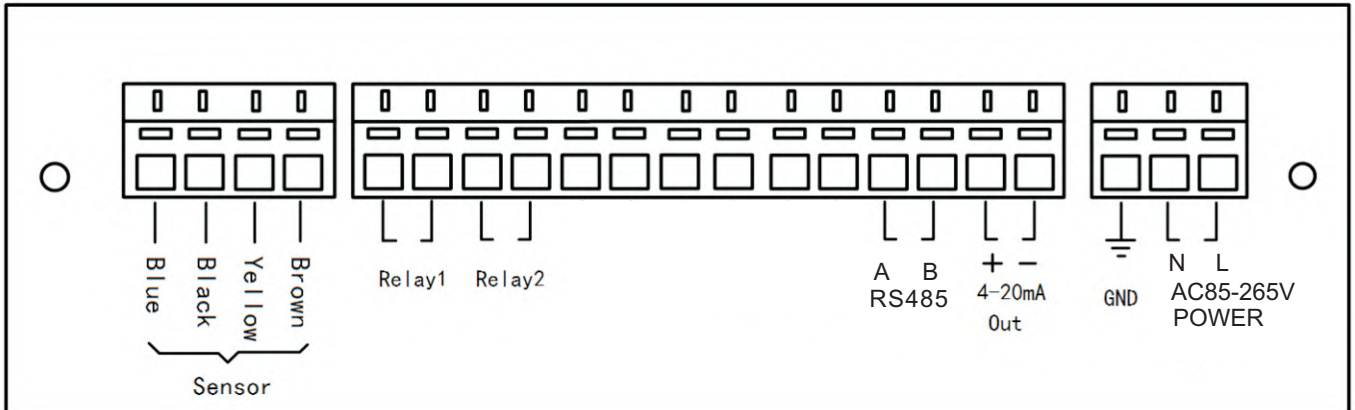 Blue
Black
Yellow
Brown
Sensor
Relay1
Relay2
A B
RS485
+ −
4-20mA
Out
GND
N L
AC85-265V
POWER